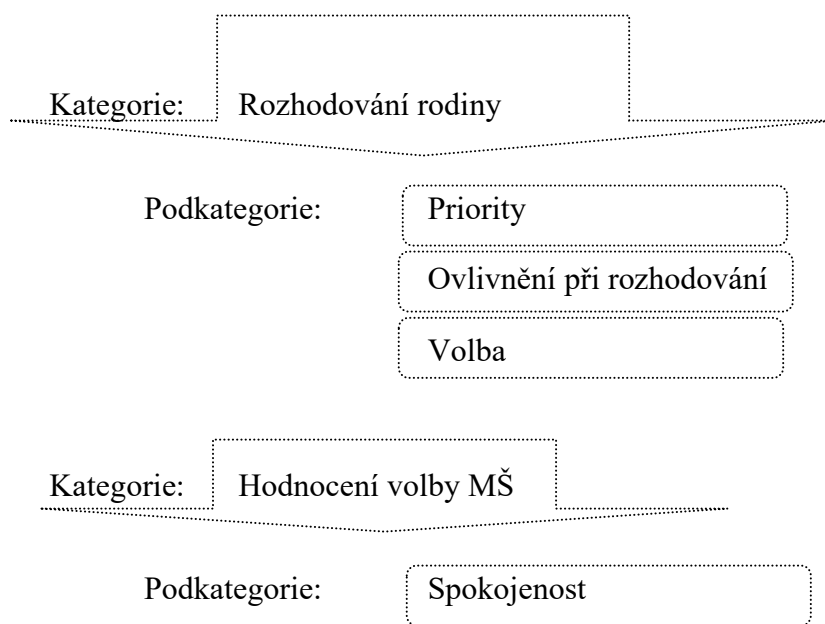 Kategorie: Rozhodování rodiny
Podkategorie: Priority
Ovlivnění při rozhodování
Volba
Kategorie: Hodnocení volby MŠ
Podkategorie: Spokojenost